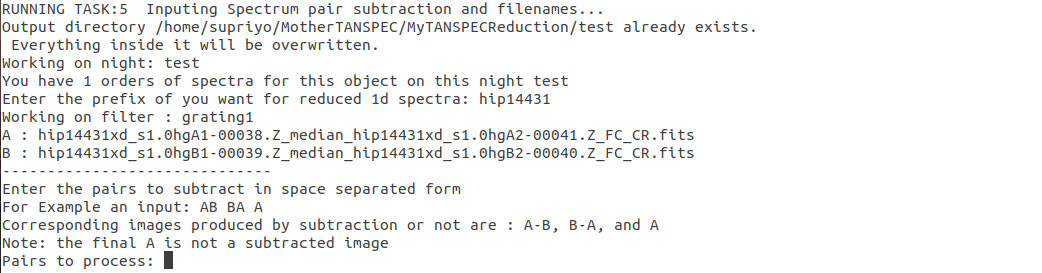 RUNNING TASK:5  Inputing Spectrum pair subtraction and filenames...
Output directory /home/supriyo/MotherTANSPEC/MyTANSPECReduction/test already exists.
 Everything inside it will be overwritten.
Working on night: test
You have 1 orders of spectra for this object on this night test
Enter the prefix of you want for reduced 1d spectra: hip14431
Working on filter : grating1
A : hip14431xd_s1.0hgA1-00038.Z_median_hip14431xd_s1.0hgA2-00041.Z_FC_CR.fits
B : hip14431xd_s1.0hgB1-00039.Z_median_hip14431xd_s1.0hgB2-00040.Z_FC_CR.fits
------------------------------
Enter the pairs to subtract in space separated form
For Example an input: AB BA A
Corresponding images produced by subtraction or not are : A-B, B-A, and A
Note: the final A is not a subtracted image
Pairs to process: